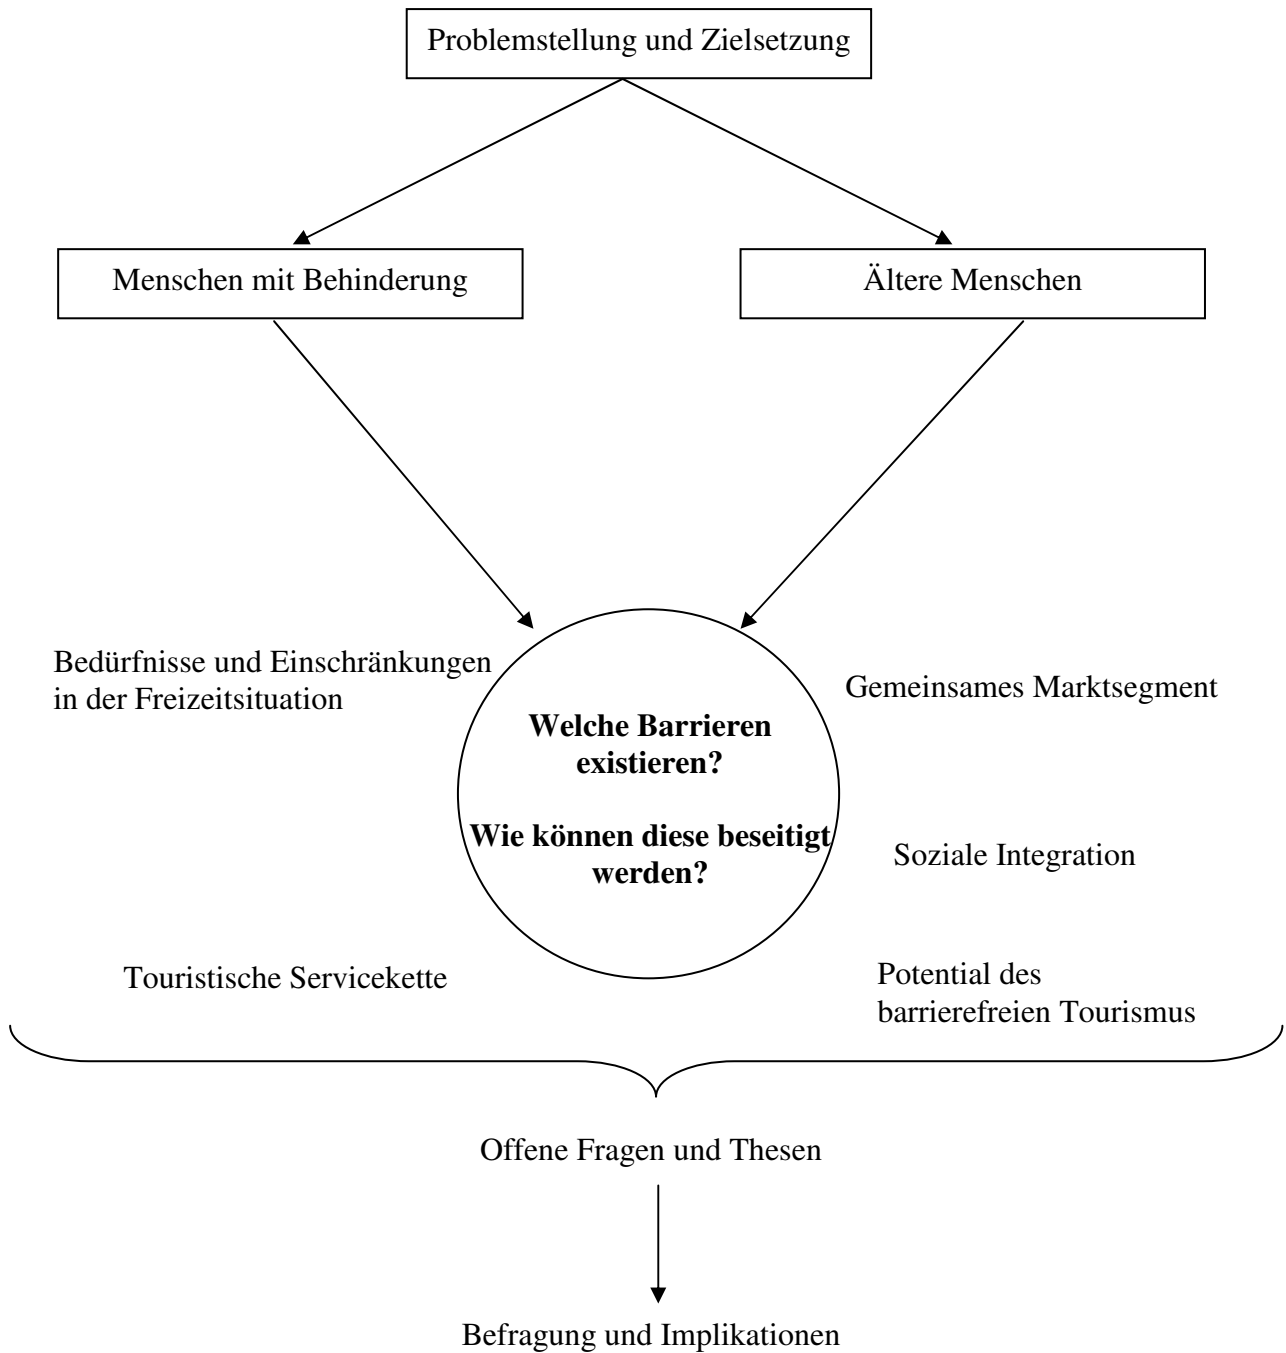 Problemstellung und Zielsetzung
Menschen mit Behinderung
Ältere Menschen
Bedürfnisse und Einschränkungen
in der Freizeitsituation
Gemeinsames Marktsegment
Welche Barrieren
existieren?
Wie können diese beseitigt
werden?
Soziale Integration
Touristische Servicekette
Potential des
barrierefreien Tourismus
Offene Fragen und Thesen
Befragung und Implikationen